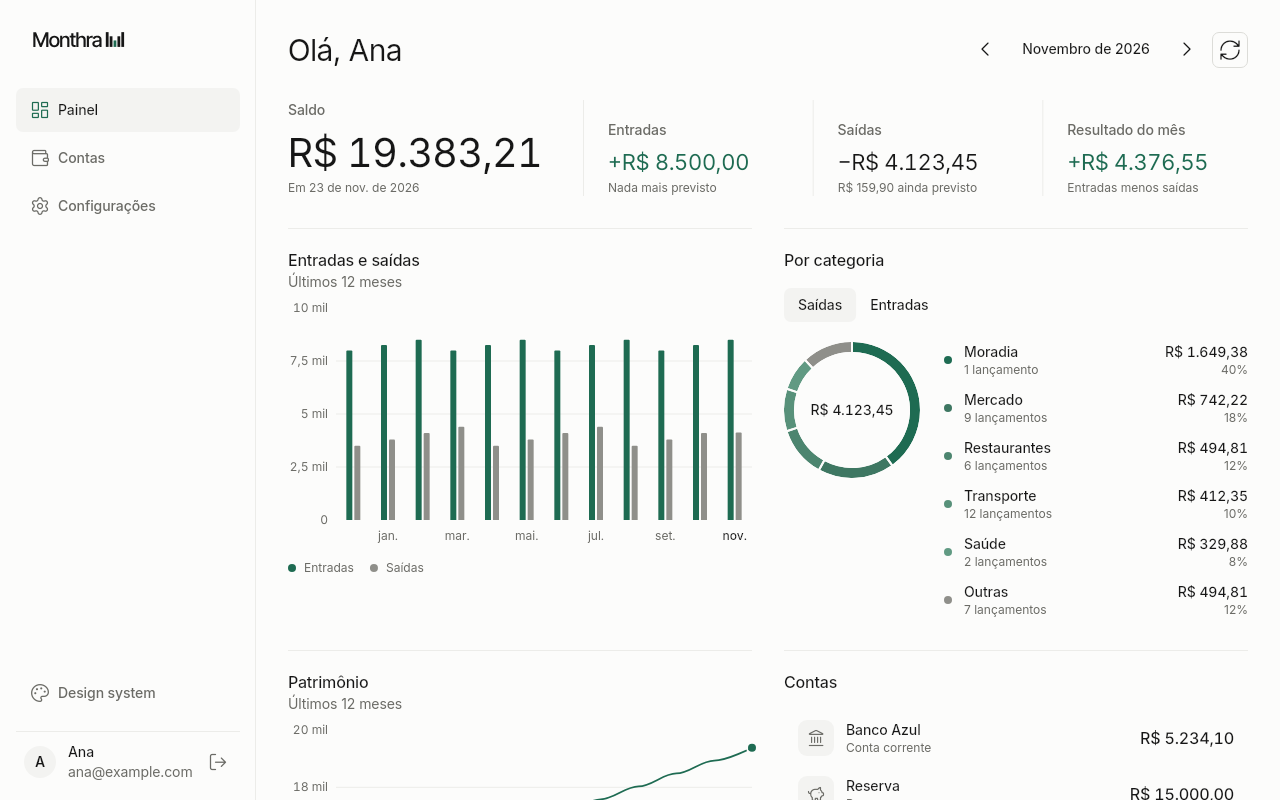 Monthra
Painel
Contas
Configurações
Design system
A
Ana
ana@example.com
Olá, Ana
Novembro de 2026
Saldo
R$ 19.383,21
Em 23 de nov. de 2026
Entradas
+R$ 8.500,00
Nada mais previsto
Saídas
−R$ 4.123,45
R$ 159,90 ainda previsto
Resultado do mês
+R$ 4.376,55
Entradas menos saídas
Entradas e saídas
Últimos 12 meses
10 mil
7,5 mil
5 mil
2,5 mil
0
jan. mar. mai. jul. set. nov.
Entradas Saídas
Por categoria
Saídas Entradas
R$ 4.123,45
Moradia R$ 1.649,38
1 lançamento 40%
Mercado R$ 742,22
9 lançamentos 18%
Restaurantes R$ 494,81
6 lançamentos 12%
Transporte R$ 412,35
12 lançamentos 10%
Saúde R$ 329,88
2 lançamentos 8%
Outras R$ 494,81
7 lançamentos 12%
Patrimônio
Últimos 12 meses
20 mil
18 mil
Contas
Banco Azul R$ 5.234,10
Conta corrente
Reserva R$ 15.000,00